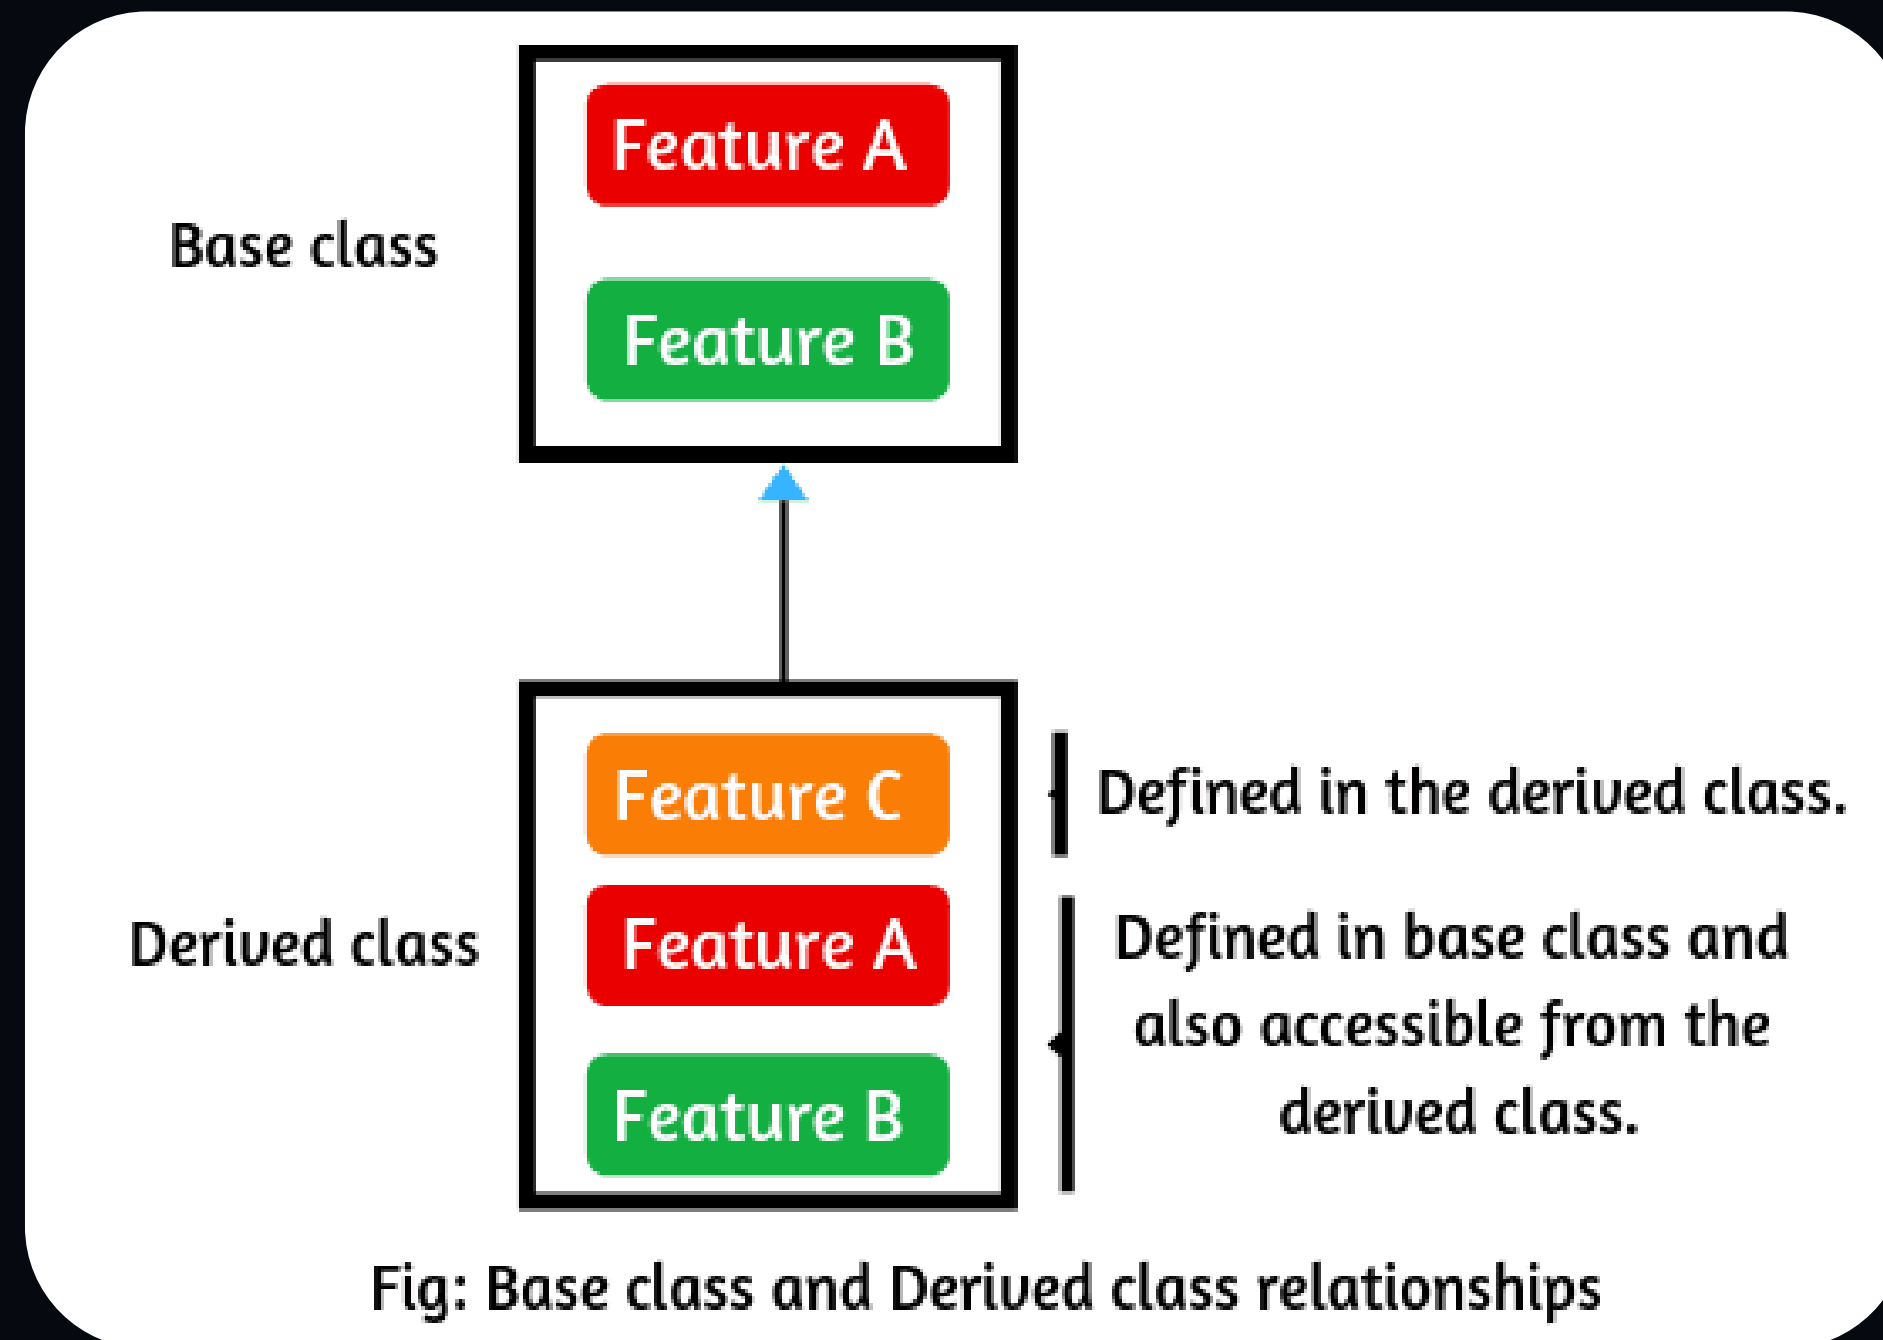 Feature A
Base class
Feature B
Feature C
Defined in the derived class.
Derived class
Feature A
Defined in base class and
also accessible from the
derived class.
Feature B
Fig: Base class and Derived class relationships